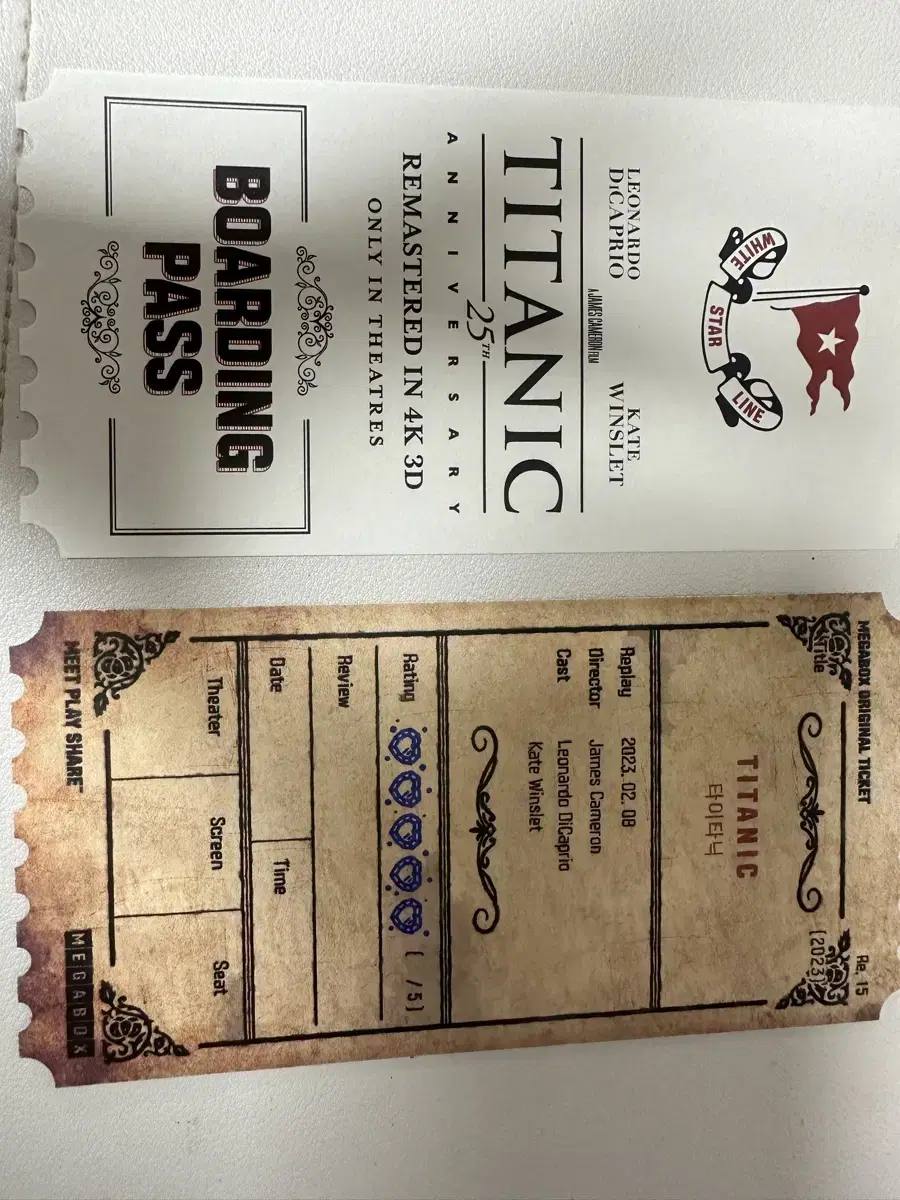 WHITE
STAR
LINE
LEONARDO DiCAPRIO
KATE WINSLET
A JAMES CAMERON FILM
TITANIC
25TH
ANNIVERSARY
REMASTERED IN 4K 3D
ONLY IN THEATRES
BOARDING
PASS
MEGABOX ORIGINAL TICKET
Re. 15
Title
(2023)
TITANIC
타이타닉
Replay 2023. 02. 08
Director James Cameron
Cast Leonardo DiCaprio
Kate Winslet
Rating ( /5)
Review
Date Time
Theater Screen Seat
MEET PLAY SHARE™ MEGABOX